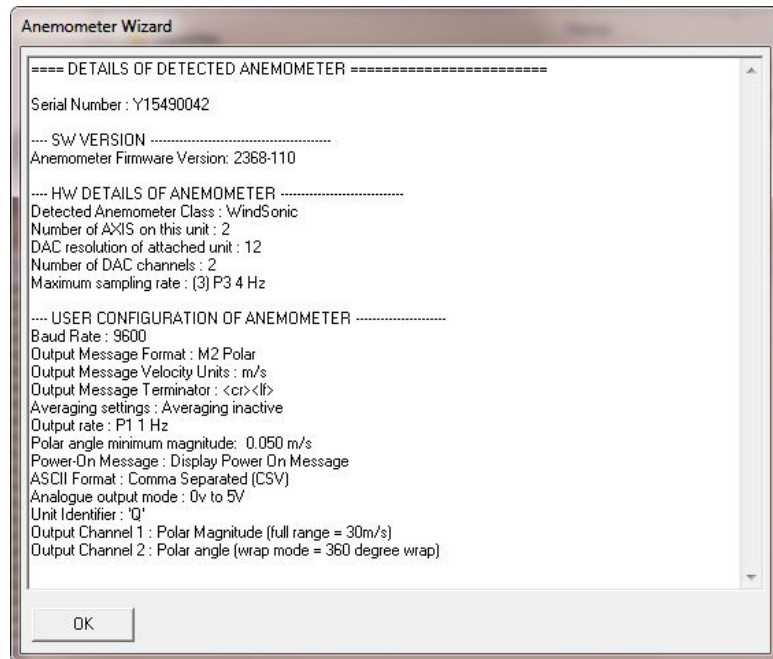 Anemometer Wizard
==== DETAILS OF DETECTED ANEMOMETER ========================
Serial Number : Y15490042
---- SW VERSION -------------------------------------------
Anemometer Firmware Version: 2368-110
---- HW DETAILS OF ANEMOMETER -----------------------------
Detected Anemometer Class : WindSonic
Number of AXIS on this unit : 2
DAC resolution of attached unit : 12
Number of DAC channels : 2
Maximum sampling rate : (3) P3 4 Hz
---- USER CONFIGURATION OF ANEMOMETER ---------------------
Baud Rate : 9600
Output Message Format : M2 Polar
Output Message Velocity Units : m/s
Output Message Terminator : <cr><lf>
Averaging settings : Averaging inactive
Output rate : P1 1 Hz
Polar angle minimum magnitude:  0.050 m/s
Power-On Message : Display Power On Message
ASCII Format : Comma Separated (CSV)
Analogue output mode : 0v to 5V
Unit Identifier : 'Q'
Output Channel 1 : Polar Magnitude (full range = 30m/s)
Output Channel 2 : Polar angle (wrap mode = 360 degree wrap)
OK